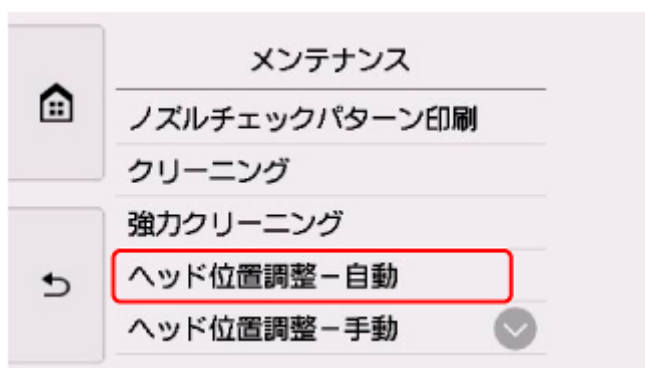 メンテナンス
ノズルチェックパターン印刷
クリーニング
強力クリーニング
ヘッド位置調整－自動
ヘッド位置調整－手動